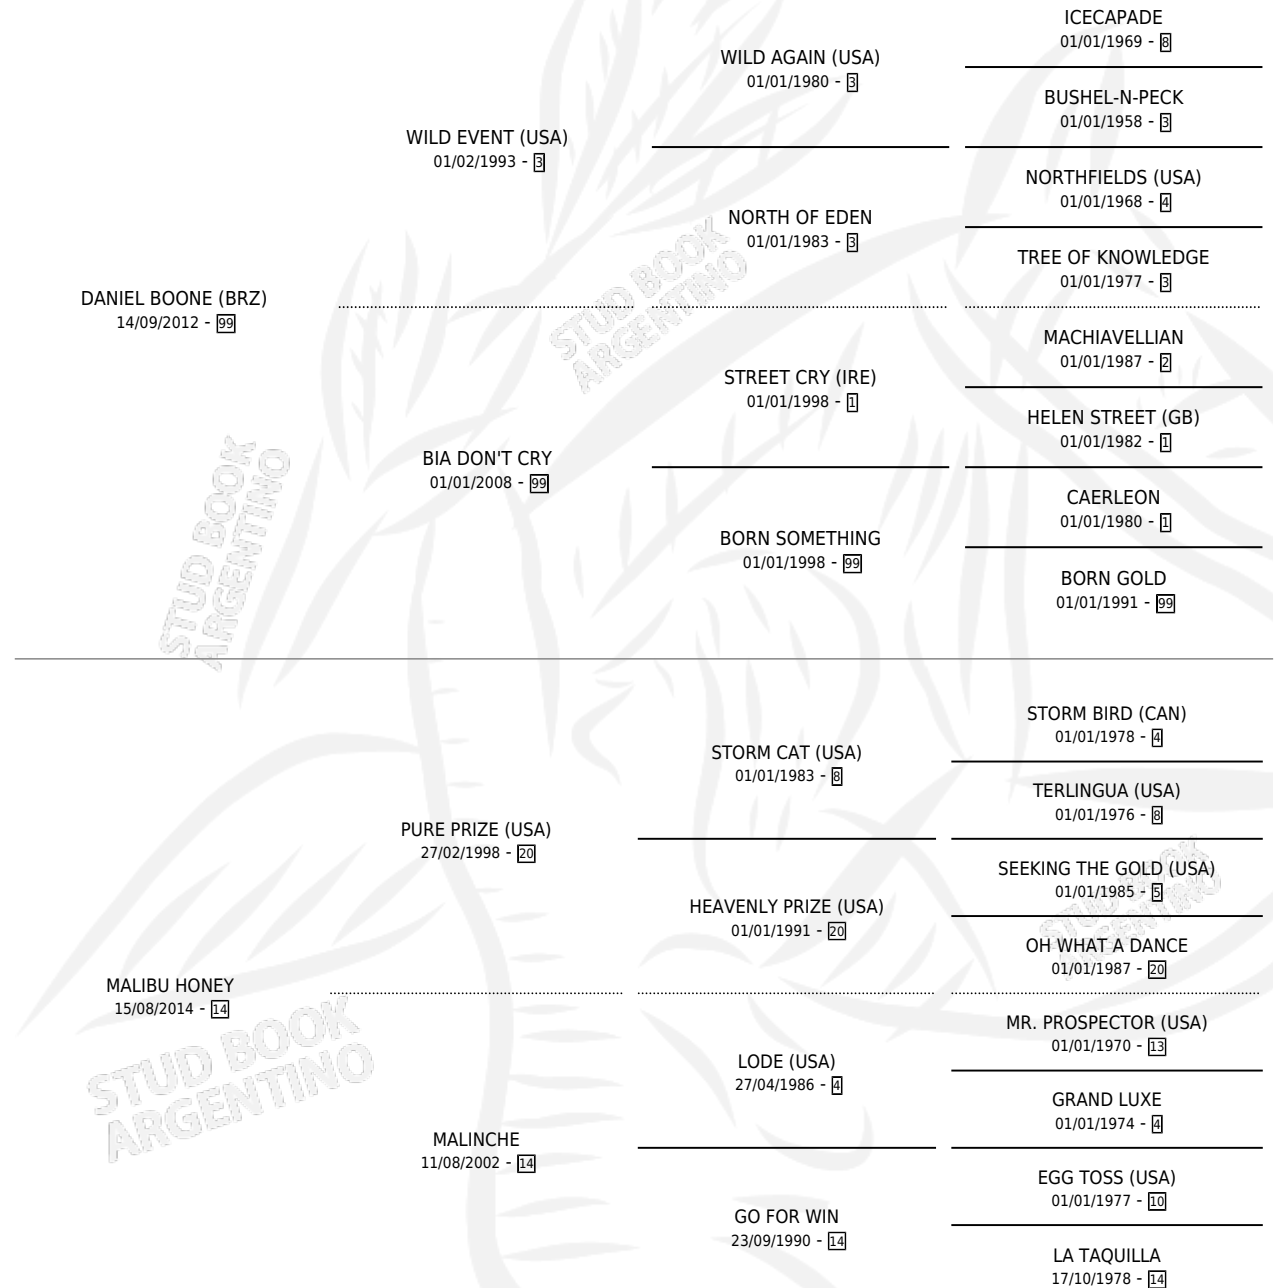 ICECAPADE
01/01/1969 - 8
WILD AGAIN (USA)
01/01/1980 - 3
BUSHEL-N-PECK
01/01/1958 - 3
WILD EVENT (USA)
01/02/1993 - 3
NORTHFIELDS (USA)
01/01/1968 - 4
NORTH OF EDEN
01/01/1983 - 3
TREE OF KNOWLEDGE
01/01/1977 - 3
DANIEL BOONE (BRZ)
14/09/2012 - 99
STUD BOOK
ARGENTINO
MACHIAVELLIAN
01/01/1987 - 2
STREET CRY (IRE)
01/01/1998 - 1
HELEN STREET (GB)
01/01/1982 - 1
BIA DON'T CRY
01/01/2008 - 99
CAERLEON
01/01/1980 - 1
BORN SOMETHING
01/01/1998 - 99
BORN GOLD
01/01/1991 - 99
STUD BOOK
ARGENTINO
STORM BIRD (CAN)
01/01/1978 - 4
STORM CAT (USA)
01/01/1983 - 8
TERLINGUA (USA)
01/01/1976 - 8
PURE PRIZE (USA)
27/02/1998 - 20
SEEKING THE GOLD (USA)
01/01/1985 - 5
HEAVENLY PRIZE (USA)
01/01/1991 - 20
STUD BOOK
ARGENTINO
OH WHAT A DANCE
01/01/1987 - 20
MALIBU HONEY
15/08/2014 - 14
MR. PROSPECTOR (USA)
01/01/1970 - 13
LODE (USA)
27/04/1986 - 4
GRAND LUXE
01/01/1974 - 4
STUD BOOK
ARGENTINO
MALINCHE
11/08/2002 - 14
EGG TOSS (USA)
01/01/1977 - 10
GO FOR WIN
23/09/1990 - 14
LA TAQUILLA
17/10/1978 - 14